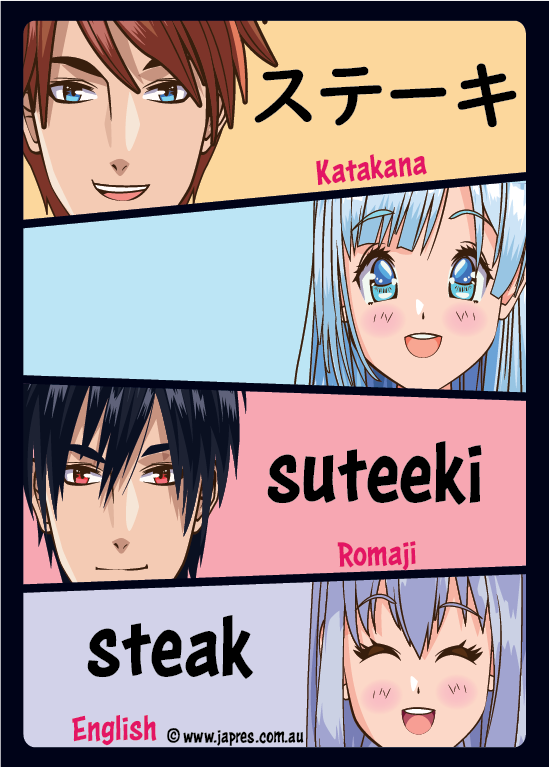 ステーキ
Katakana
suteeki
Romaji
steak
English © www.japres.com.au